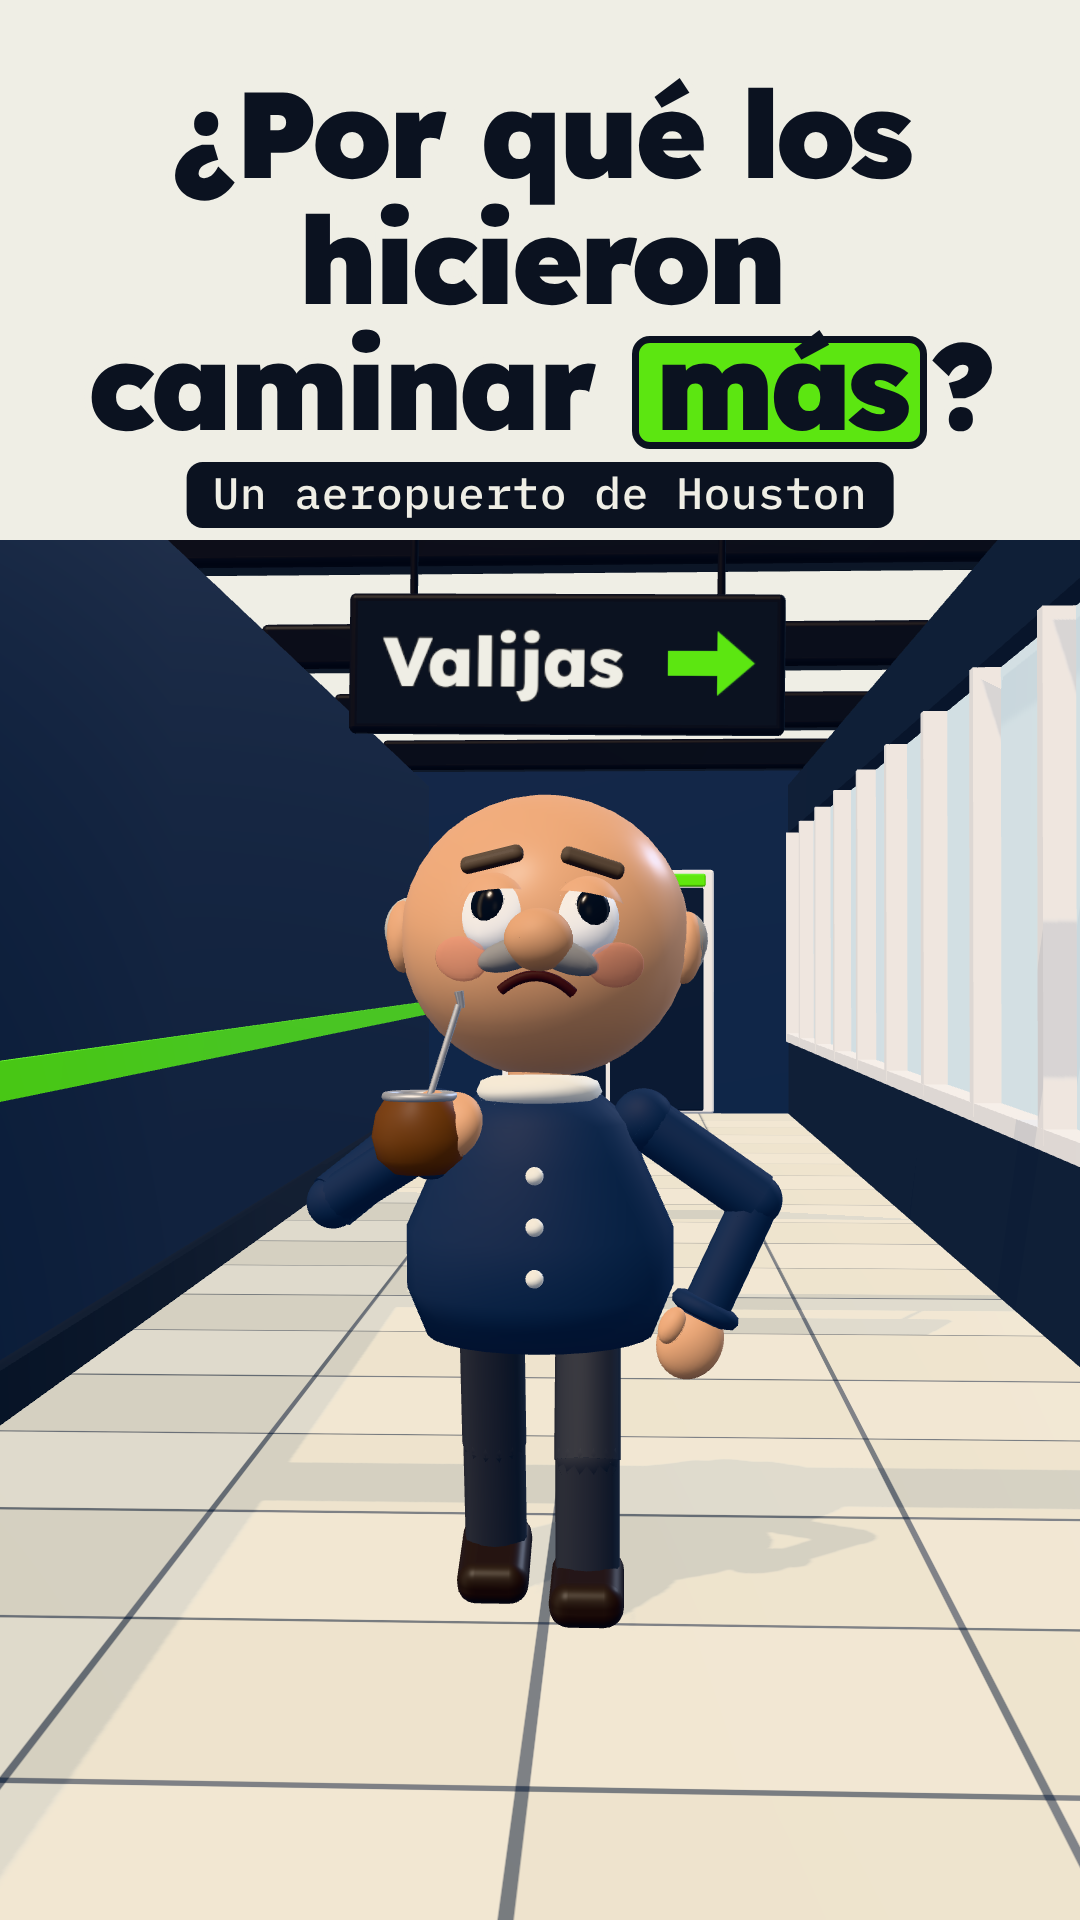 ¿Por qué los
hicieron
caminar más?
Un aeropuerto de Houston
Valijas